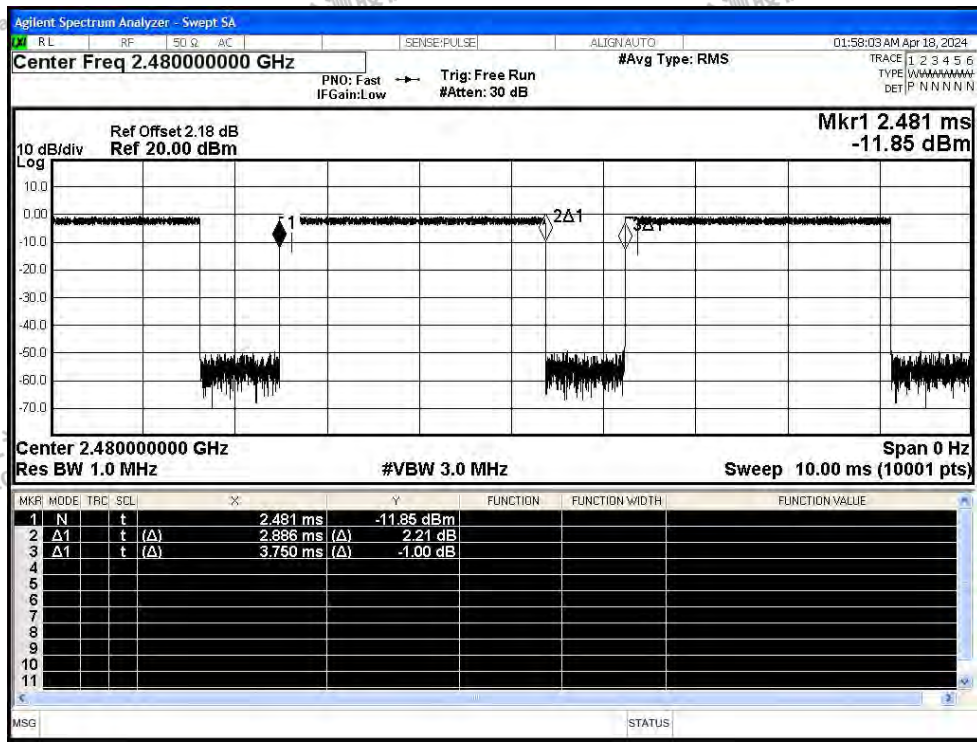 Agilent Spectrum Analyzer - Swept SA
LXI RL RF 50 Ω AC SENSE:PULSE ALIGN AUTO 01:58:03 AM Apr 18, 2024
Center Freq 2.480000000 GHz #Avg Type: RMS TRACE 1 2 3 4 5 6
PNO: Fast Trig: Free Run TYPE WWWWWW
IFGain:Low #Atten: 30 dB DET P N N N N N
Mkr1 2.481 ms
Ref Offset 2.18 dB
10 dB/div Ref 20.00 dBm -11.85 dBm
Log
10.0
0.00
1 2Δ1 3Δ1
-10.0
-20.0
-30.0
-40.0
-50.0
-60.0
-70.0
Center 2.480000000 GHz Span 0 Hz
Res BW 1.0 MHz #VBW 3.0 MHz Sweep 10.00 ms (10001 pts)
MKR MODE TRC SCL X Y FUNCTION FUNCTION WIDTH FUNCTION VALUE
1 N t 2.481 ms -11.85 dBm
2 Δ1 t (Δ) 2.886 ms (Δ) 2.21 dB
3 Δ1 t (Δ) 3.750 ms (Δ) -1.00 dB
4
5
6
7
8
9
10
11
MSG STATUS